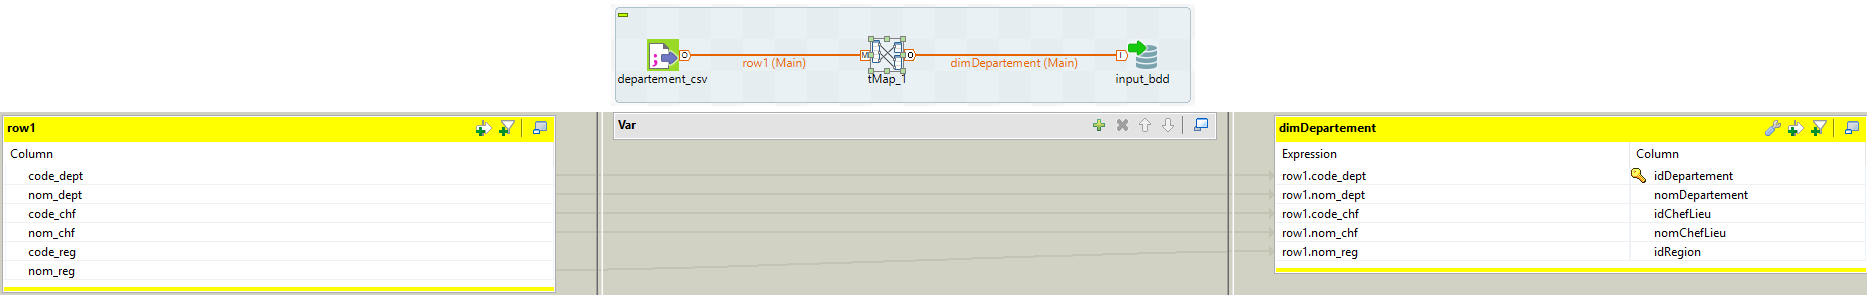 O row1 (Main) M O dimDepartement (Main) I
departement_csv tMap_1 input_bdd
row1
Column
code_dept
nom_dept
code_chf
nom_chf
code_reg
nom_reg
Var
dimDepartement
Expression Column
row1.code_dept idDepartement
row1.nom_dept nomDepartement
row1.code_chf idChefLieu
row1.nom_chf nomChefLieu
row1.nom_reg idRegion